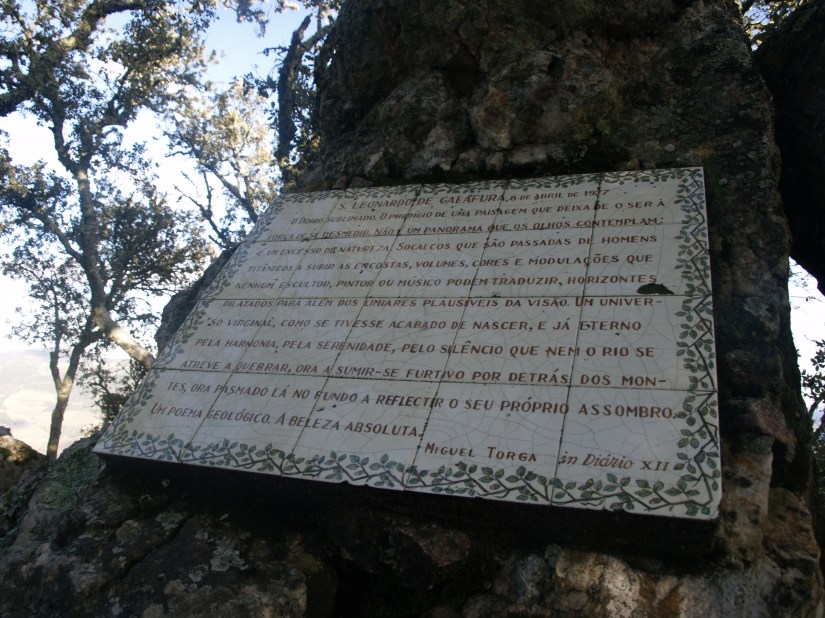 S. LEONARDO DE GALAFURA, 8 DE ABRIL DE 1977
O DOIRO SUBLIMADO. O PRODÍGIO DE UMA PAISAGEM QUE DEIXA DE O SER À
FORÇA DE SE DESMEDIR. NÃO É UM PANORAMA QUE OS OLHOS CONTEMPLAM:
É UM EXCESSO DE NATUREZA. SOCALCOS QUE SÃO PASSADAS DE HOMENS
TITÂNICOS A SUBIR AS ENCOSTAS, VOLUMES, CORES E MODULAÇÕES QUE
NENHUM ESCULTOR, PINTOR OU MÚSICO PODEM TRADUZIR, HORIZONTES
DILATADOS PARA ALÉM DOS LIMIARES PLAUSÍVEIS DA VISÃO. UM UNIVER-
SO VIRGINAL, COMO SE TIVESSE ACABADO DE NASCER, E JÁ ETERNO
PELA HARMONIA, PELA SERENIDADE, PELO SILÊNCIO QUE NEM O RIO SE
ATREVE A QUEBRAR, ORA A SUMIR-SE FURTIVO POR DETRÁS DOS MON-
TES, ORA PASMADO LÁ NO FUNDO A REFLECTIR O SEU PRÓPRIO ASSOMBRO.
UM POEMA GEOLÓGICO. A BELEZA ABSOLUTA.
MIGUEL TORGA in Diário XII